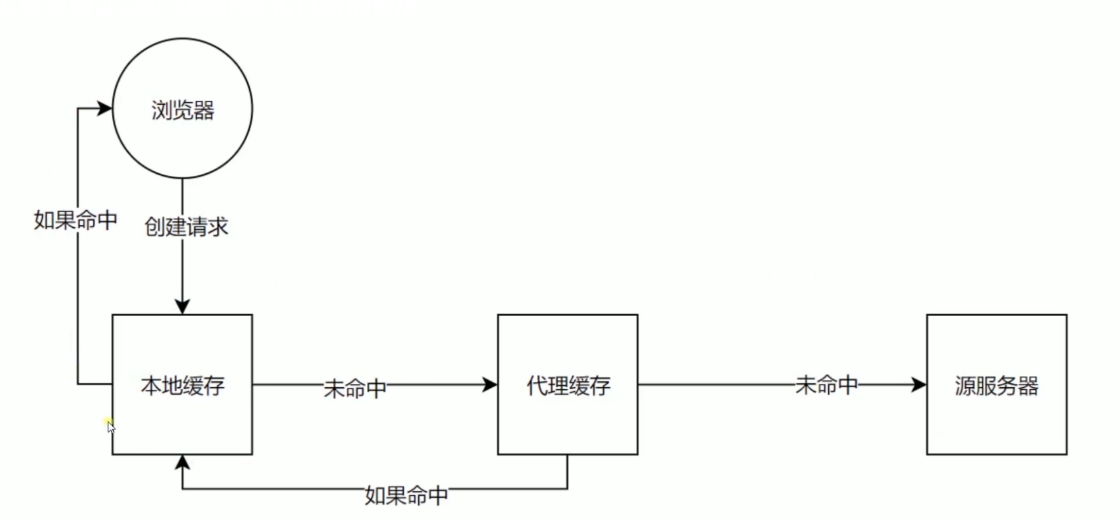 浏览器
如果命中
创建请求
本地缓存
未命中
代理缓存
未命中
源服务器
如果命中